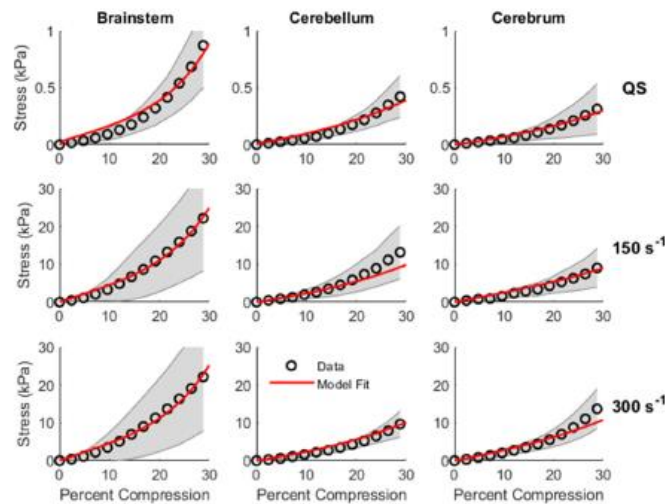 Brainstem Cerebellum Cerebrum
1 1 1
Stress (kPa) 0.5 0.5 0.5 QS
0 0 0
0 10 20 30 0 10 20 30 0 10 20 30
30 30 30
20 20 20
Stress (kPa) 10 10 10 150 s⁻¹
0 0 0
0 10 20 30 0 10 20 30 0 10 20 30
30 30 30
20 Data 20
Stress (kPa) 20 Model Fit 300 s⁻¹
10 10 10
0 0 0
0 10 20 30 0 10 20 30 0 10 20 30
Percent Compression Percent Compression Percent Compression